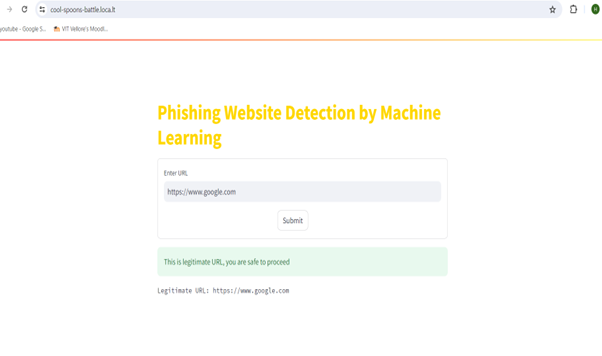 cool-spoons-battle.loca.lt
H
youtube - Google S...
VIT Vellore's Moodl...
Phishing Website Detection by Machine
Learning
Enter URL
https://www.google.com
Submit
This is legitimate URL, you are safe to proceed
Legitimate URL: https://www.google.com